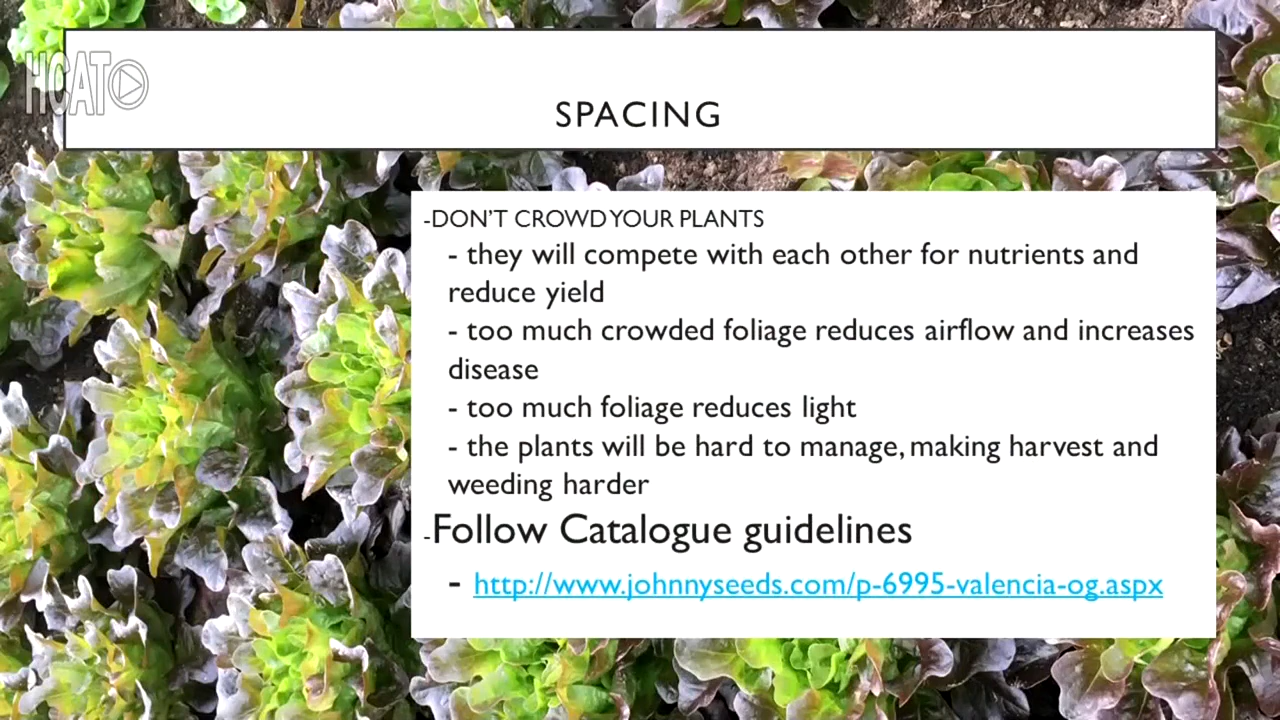 HCAT
SPACING
-DON'T CROWD YOUR PLANTS
- they will compete with each other for nutrients and
reduce yield
- too much crowded foliage reduces airflow and increases
disease
- too much foliage reduces light
- the plants will be hard to manage, making harvest and
weeding harder
-Follow Catalogue guidelines
- http://www.johnnyseeds.com/p-6995-valencia-og.aspx